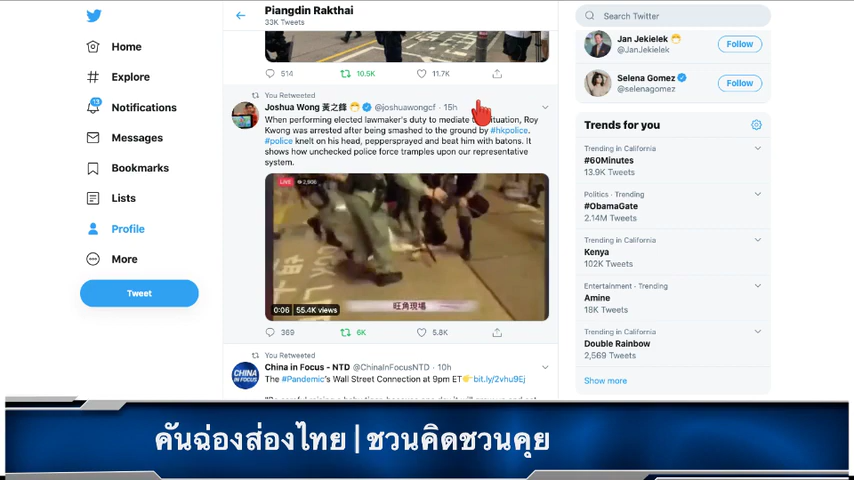 Piangdin Rakthai
33K Tweets
Home
Explore
13
Notifications
Messages
Bookmarks
Lists
Profile
More
Tweet
514
10.5K
11.7K
You Retweeted
Joshua Wong 黃之鋒 @joshuawongcf · 15h
When performing elected lawmaker's duty to mediate situation, Roy
Kwong was arrested after being smashed to the ground by #hkpolice.
#police knelt on his head, peppersprayed and beat him with batons. It
shows how unchecked police force tramples upon our representative
system.
LIVE 2,906
旺角現場
0:06 55.4K views
369
6K
5.8K
You Retweeted
CHINA IN FOCUS
China in Focus - NTD @ChinaInFocusNTD · 10h
The #Pandemic's Wall Street Connection at 9pm ET👉bit.ly/2vhu9Ej
Search Twitter
Jan Jekielek
@JanJekielek
Follow
Selena Gomez
@selenagomez
Follow
Trends for you
Trending in California
#60Minutes
13.9K Tweets
Politics · Trending
#ObamaGate
2.14M Tweets
Trending in California
Kenya
102K Tweets
Entertainment · Trending
Amine
18K Tweets
Trending in California
Double Rainbow
2,569 Tweets
Show more
คันฉ่องส่องไทย | ชวนคิดชวนคุย